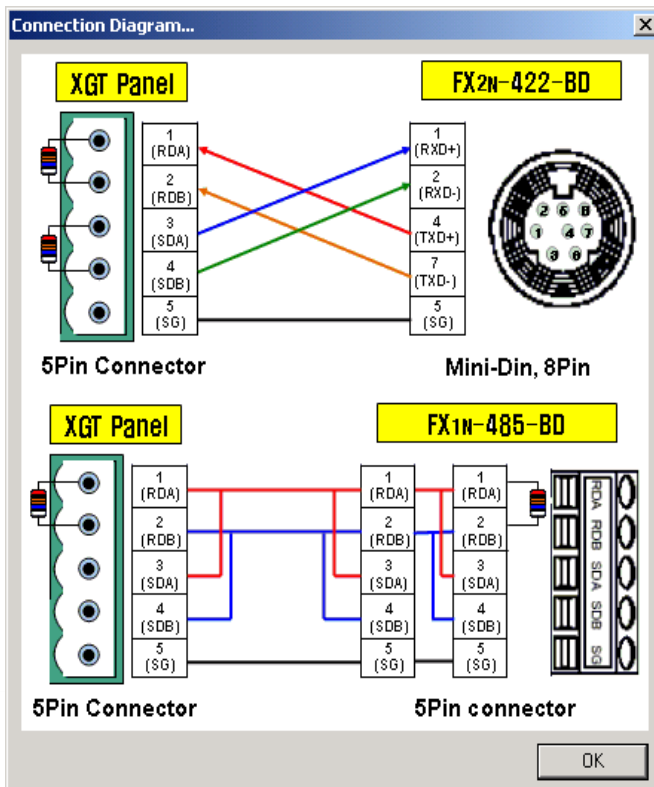 Connection Diagram...
XGT Panel
FX2N-422-BD
1
(RDA)
2
(RDB)
3
(SDA)
4
(SDB)
5
(SG)
1
(RXD+)
2
(RXD-)
4
(TXD+)
7
(TXD-)
5
(SG)
2 5 8
1 4 7
3 6
5Pin Connector
Mini-Din, 8Pin
XGT Panel
FX1N-485-BD
1
(RDA)
2
(RDB)
3
(SDA)
4
(SDB)
5
(SG)
1
(RDA)
2
(RDB)
3
(SDA)
4
(SDB)
5
(SG)
1
(RDA)
2
(RDB)
3
(SDA)
4
(SDB)
5
(SG)
RDA
RDB
SDA
SDB
SG
5Pin Connector
5Pin connector
OK